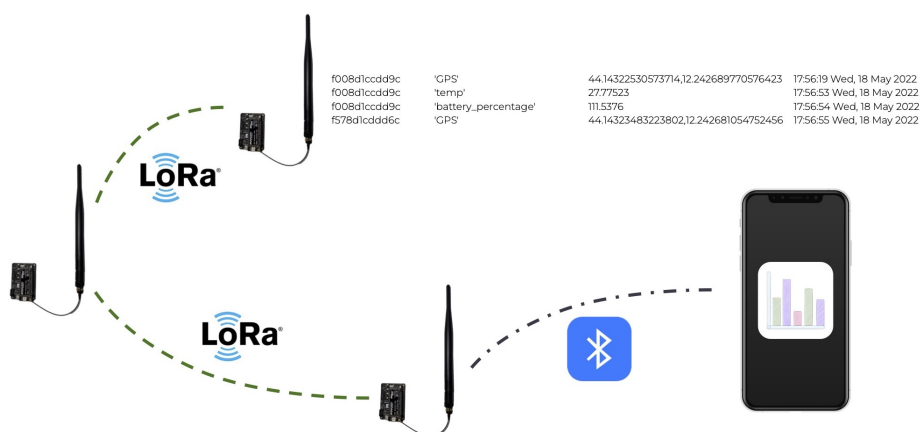 f008d1ccdd9c 'GPS' 44.14322530573714,12.242689770576423 17:56:19 Wed, 18 May 2022
f008d1ccdd9c 'temp' 27.77523 17:56:53 Wed, 18 May 2022
f008d1ccdd9c 'battery_percentage' 111.5376 17:56:54 Wed, 18 May 2022
f578d1cddd6c 'GPS' 44.14323483223802,12.242681054752456 17:56:55 Wed, 18 May 2022
LoRa®
LoRa®